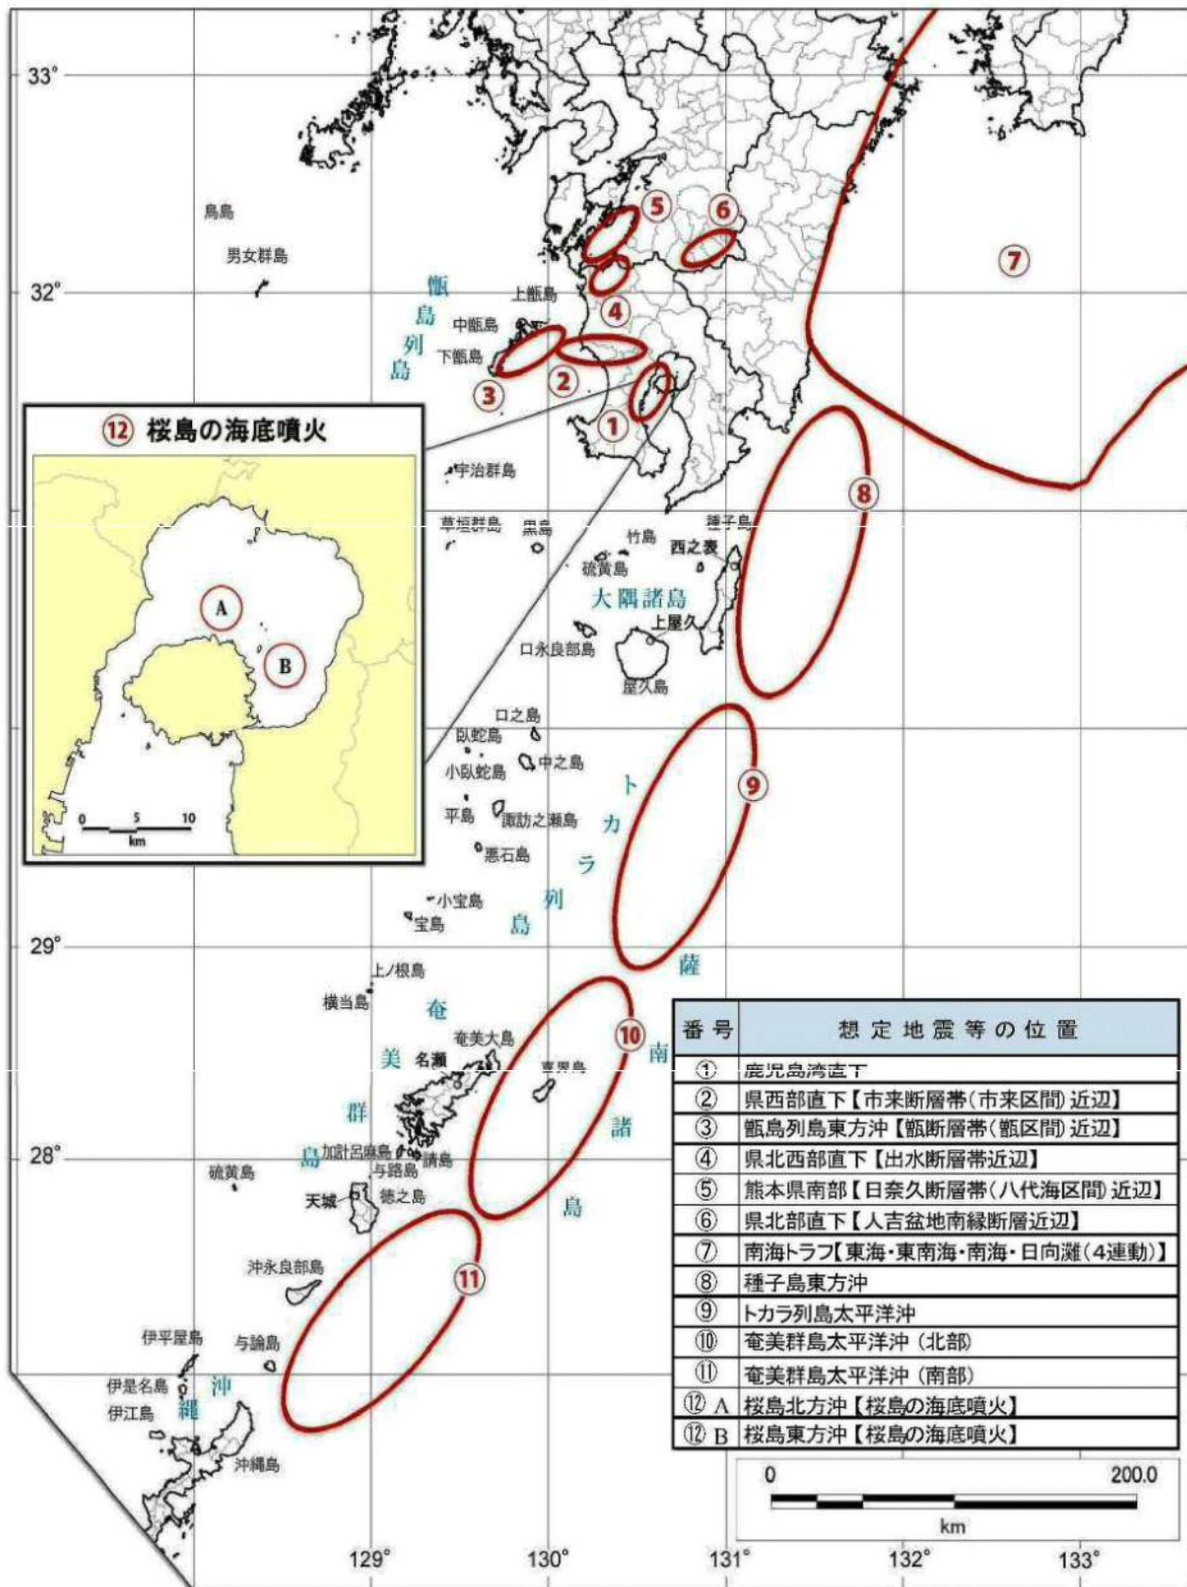 33°
32°
29°
28°
129°
130°
131°
132°
133°
鳥島
男女群島
甑島列島
上甑島
中甑島
下甑島
⑤
⑥
⑦
④
③
②
①
⑧
⑨
⑩
⑪
⑫ 桜島の海底噴火
A
B
0 5 10
km
宇治群島
草垣群島
黒島
竹島
硫黄島
種子島
西之表
大隅諸島
上屋久
口永良部島
屋久島
口之島
臥蛇島
小臥蛇島
中之島
平島
諏訪之瀬島
悪石島
トカラ列島
小宝島
宝島
上ノ根島
横当島
薩南諸島
奄美群島
奄美大島
名瀬
喜界島
加計呂麻島
請島
与路島
硫黄島
天城
徳之島
沖永良部島
伊平屋島
与論島
伊是名島
伊江島
沖縄
沖縄島
番号 想定地震等の位置
① 鹿児島湾直下
② 県西部直下【市来断層帯(市来区間)近辺】
③ 甑島列島東方沖【甑断層帯(甑区間)近辺】
④ 県北西部直下【出水断層帯近辺】
⑤ 熊本県南部【日奈久断層帯(八代海区間)近辺】
⑥ 県北部直下【人吉盆地南縁断層近辺】
⑦ 南海トラフ【東海・東南海・南海・日向灘(4連動)】
⑧ 種子島東方沖
⑨ トカラ列島太平洋沖
⑩ 奄美群島太平洋沖(北部)
⑪ 奄美群島太平洋沖(南部)
⑫ A 桜島北方沖【桜島の海底噴火】
⑫ B 桜島東方沖【桜島の海底噴火】
0 200.0
km